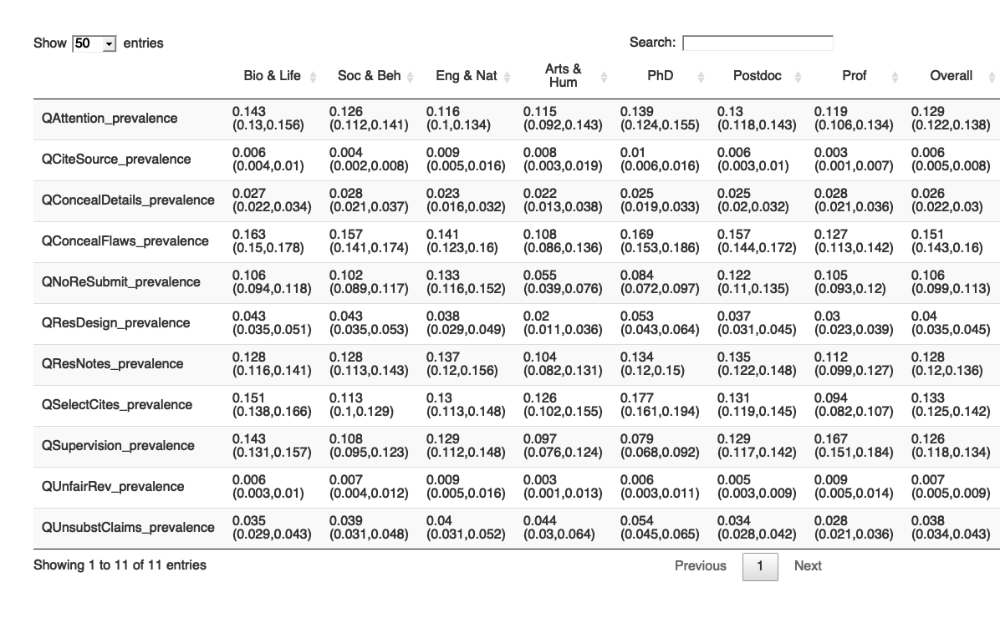 Show 50 entries Search:
Bio & Life Soc & Beh Eng & Nat Arts & Hum PhD Postdoc Prof Overall
QAttention_prevalence 0.143 0.126 0.116 0.115 0.139 0.13 0.119 0.129
(0.13,0.156) (0.112,0.141) (0.1,0.134) (0.092,0.143) (0.124,0.155) (0.118,0.143) (0.106,0.134) (0.122,0.138)
QCiteSource_prevalence 0.006 0.004 0.009 0.008 0.01 0.006 0.003 0.006
(0.004,0.01) (0.002,0.008) (0.005,0.016) (0.003,0.019) (0.006,0.016) (0.003,0.01) (0.001,0.007) (0.005,0.008)
QConcealDetails_prevalence 0.027 0.028 0.023 0.022 0.025 0.025 0.028 0.026
(0.022,0.034) (0.021,0.037) (0.016,0.032) (0.013,0.038) (0.019,0.033) (0.02,0.032) (0.021,0.036) (0.022,0.03)
QConcealFlaws_prevalence 0.163 0.157 0.141 0.108 0.169 0.157 0.127 0.151
(0.15,0.178) (0.141,0.174) (0.123,0.16) (0.086,0.136) (0.153,0.186) (0.144,0.172) (0.113,0.142) (0.143,0.16)
QNoReSubmit_prevalence 0.106 0.102 0.133 0.055 0.084 0.122 0.105 0.106
(0.094,0.118) (0.089,0.117) (0.116,0.152) (0.039,0.076) (0.072,0.097) (0.11,0.135) (0.093,0.12) (0.099,0.113)
QResDesign_prevalence 0.043 0.043 0.038 0.02 0.053 0.037 0.03 0.04
(0.035,0.051) (0.035,0.053) (0.029,0.049) (0.011,0.036) (0.043,0.064) (0.031,0.045) (0.023,0.039) (0.035,0.045)
QResNotes_prevalence 0.128 0.128 0.137 0.104 0.134 0.135 0.112 0.128
(0.116,0.141) (0.113,0.143) (0.12,0.156) (0.082,0.131) (0.12,0.15) (0.122,0.148) (0.099,0.127) (0.12,0.136)
QSelectCites_prevalence 0.151 0.113 0.13 0.126 0.177 0.131 0.094 0.133
(0.138,0.166) (0.1,0.129) (0.113,0.148) (0.102,0.155) (0.161,0.194) (0.119,0.145) (0.082,0.107) (0.125,0.142)
QSupervision_prevalence 0.143 0.108 0.129 0.097 0.079 0.129 0.167 0.126
(0.131,0.157) (0.095,0.123) (0.112,0.148) (0.076,0.124) (0.068,0.092) (0.117,0.142) (0.151,0.184) (0.118,0.134)
QUnfairRev_prevalence 0.006 0.007 0.009 0.003 0.006 0.005 0.009 0.007
(0.003,0.01) (0.004,0.012) (0.005,0.016) (0.001,0.013) (0.003,0.011) (0.003,0.009) (0.005,0.014) (0.005,0.009)
QUnsubstClaims_prevalence 0.035 0.039 0.04 0.044 0.054 0.034 0.028 0.038
(0.029,0.043) (0.031,0.048) (0.031,0.052) (0.03,0.064) (0.045,0.065) (0.028,0.042) (0.021,0.036) (0.034,0.043)
Showing 1 to 11 of 11 entries Previous 1 Next